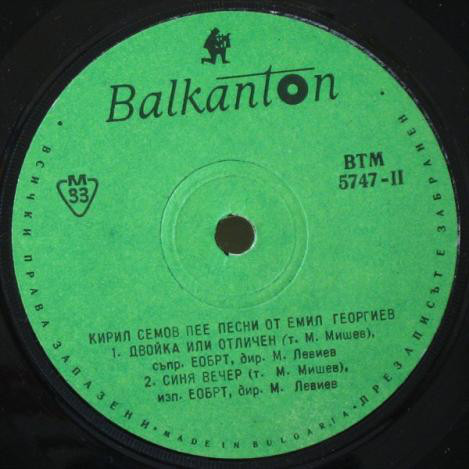 Balkanton
М
33
ВТМ
5747-II
КИРИЛ СЕМОВ ПЕЕ ПЕСНИ ОТ ЕМИЛ ГЕОРГИЕВ
1. ДВОЙКА ИЛИ ОТЛИЧЕН (т. М. Мишев),
съпр. ЕОБРТ, дир. М. Левиев
2. СИНЯ ВЕЧЕР (т. М. Мишев),
изп. ЕОБРТ, дир. М. Левиев
• ВСИЧКИ ПРАВА ЗАПАЗЕНИ • MADE IN BULGARIA • ПРЕЗАПИСЪТ Е ЗАБРАНЕН •